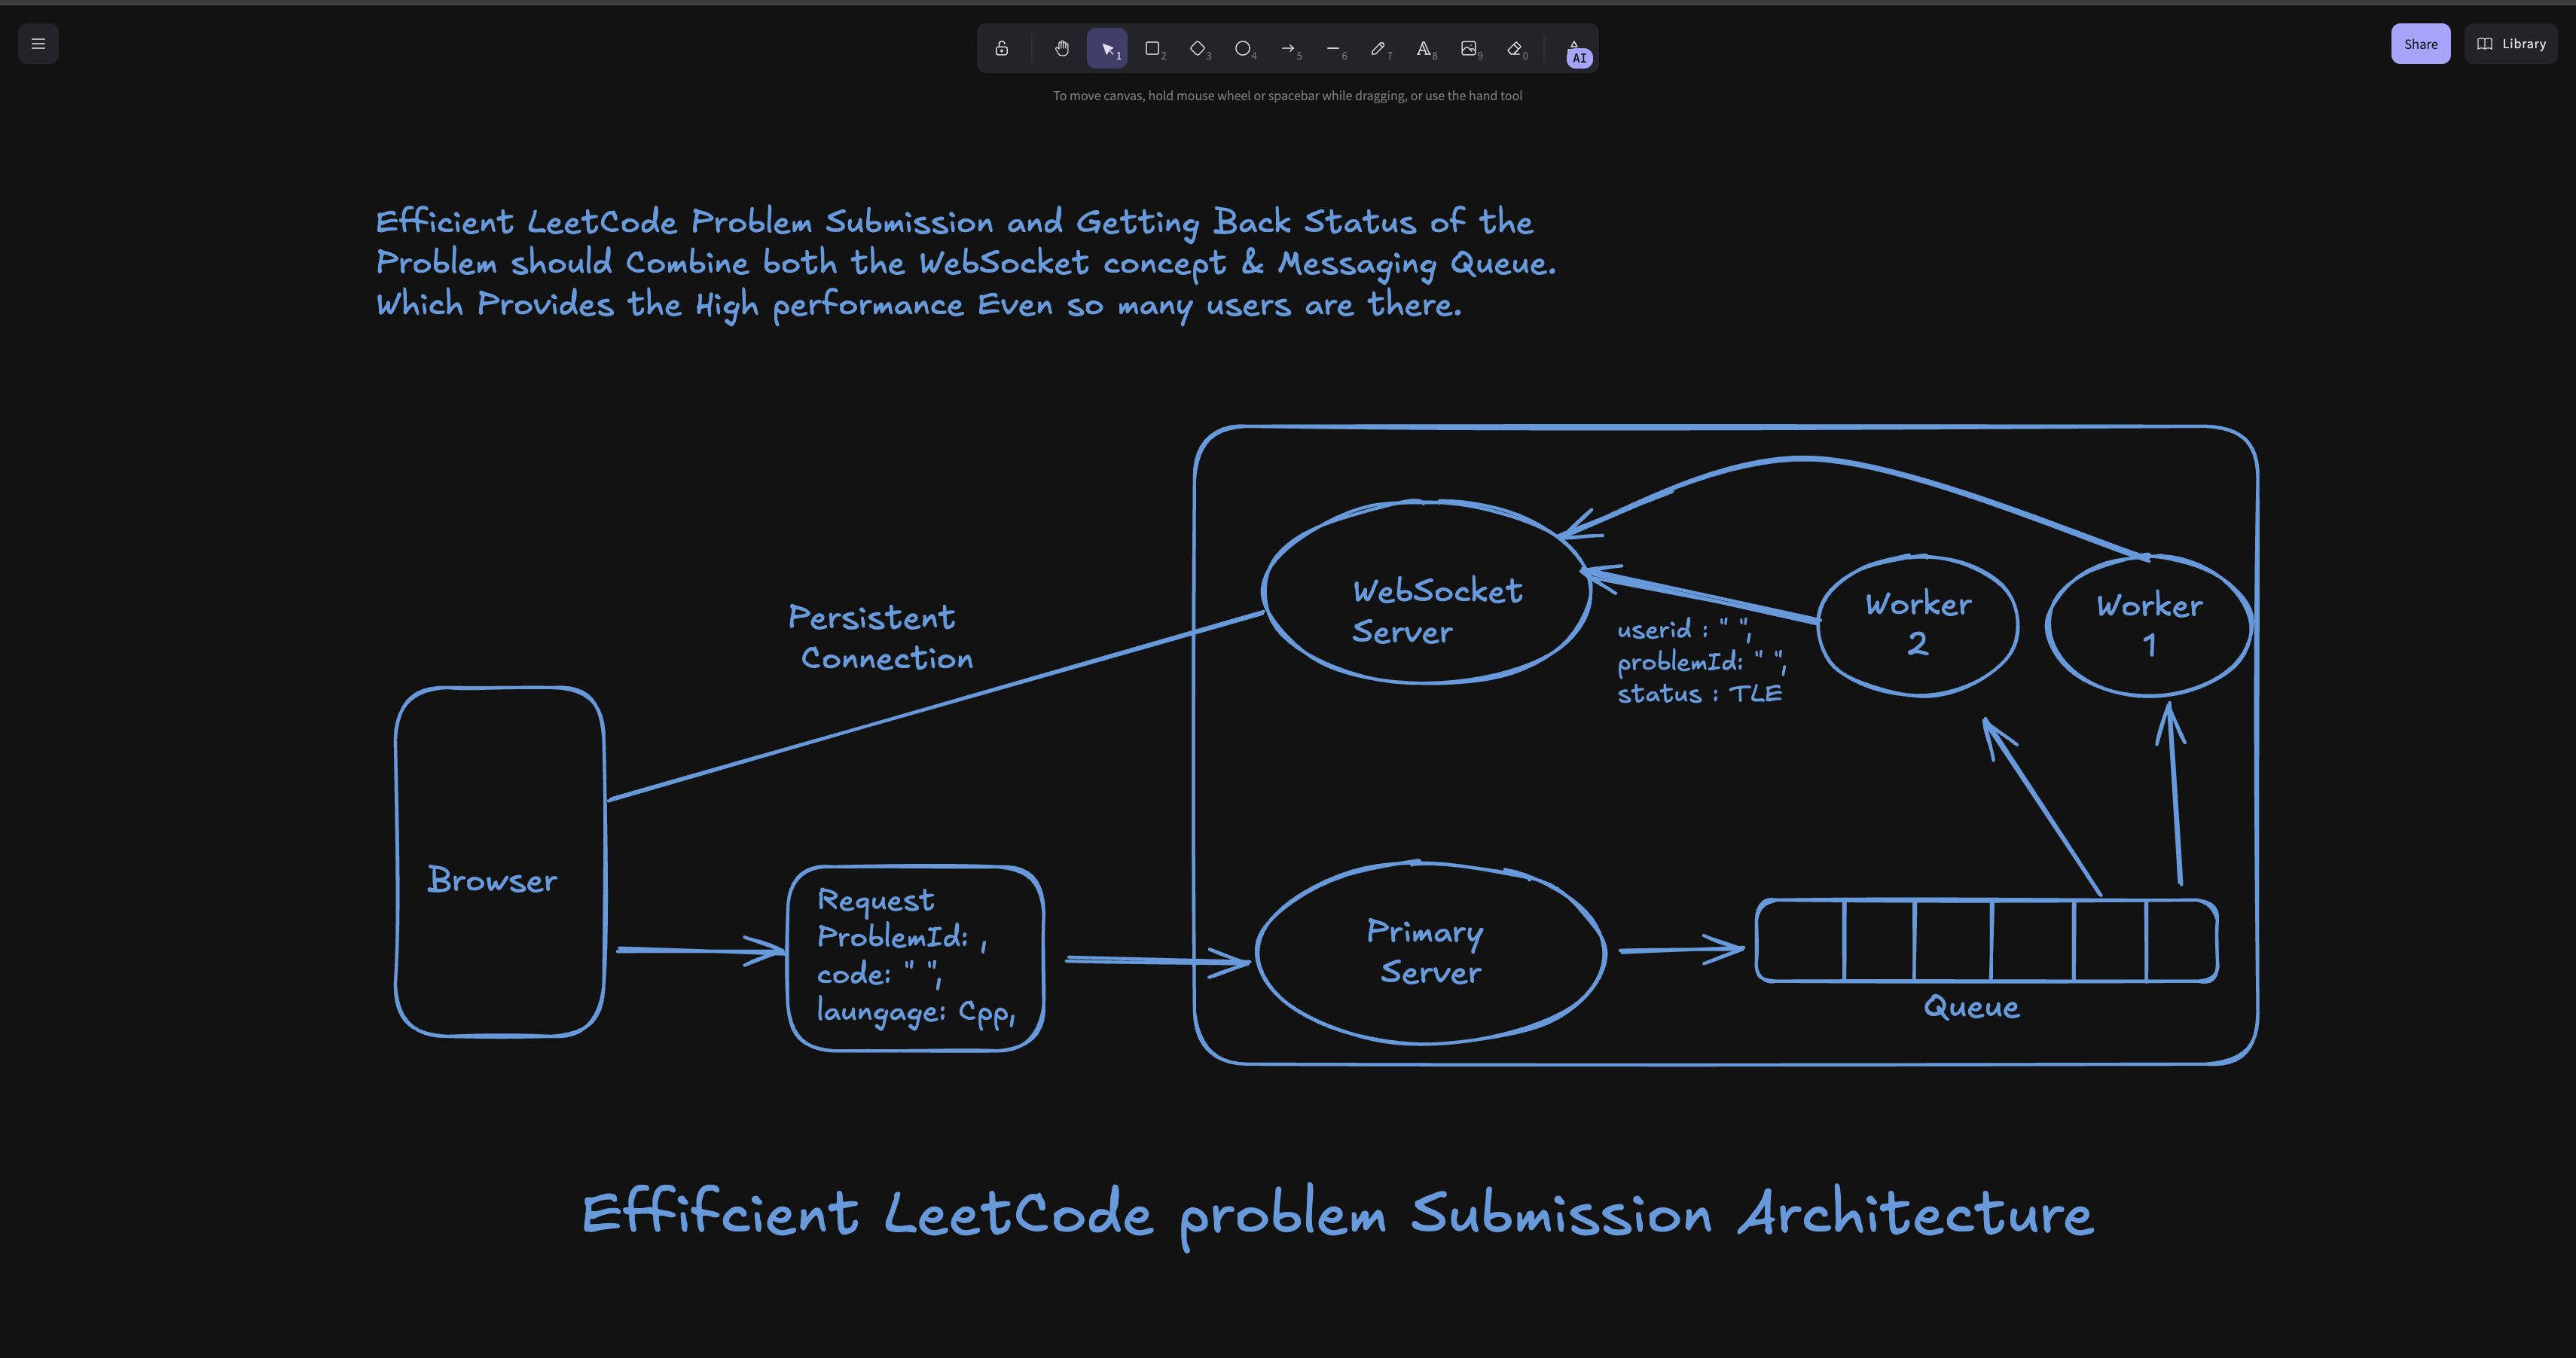 1
2
3
4
5
6
7
8
9
0
AI
Share
Library
To move canvas, hold mouse wheel or spacebar while dragging, or use the hand tool
Efficient LeetCode Problem Submission and Getting Back Status of the
Problem should Combine both the WebSocket concept & Messaging Queue.
Which Provides the High performance Even so many users are there.
Persistent
Connection
WebSocket
Server
userid : " ",
problemId: " ",
status : TLE
Worker
2
Worker
1
Browser
Request
ProblemId: ,
code: " ",
laungage: Cpp,
Primary
Server
Queue
Effifcient LeetCode problem Submission Architecture